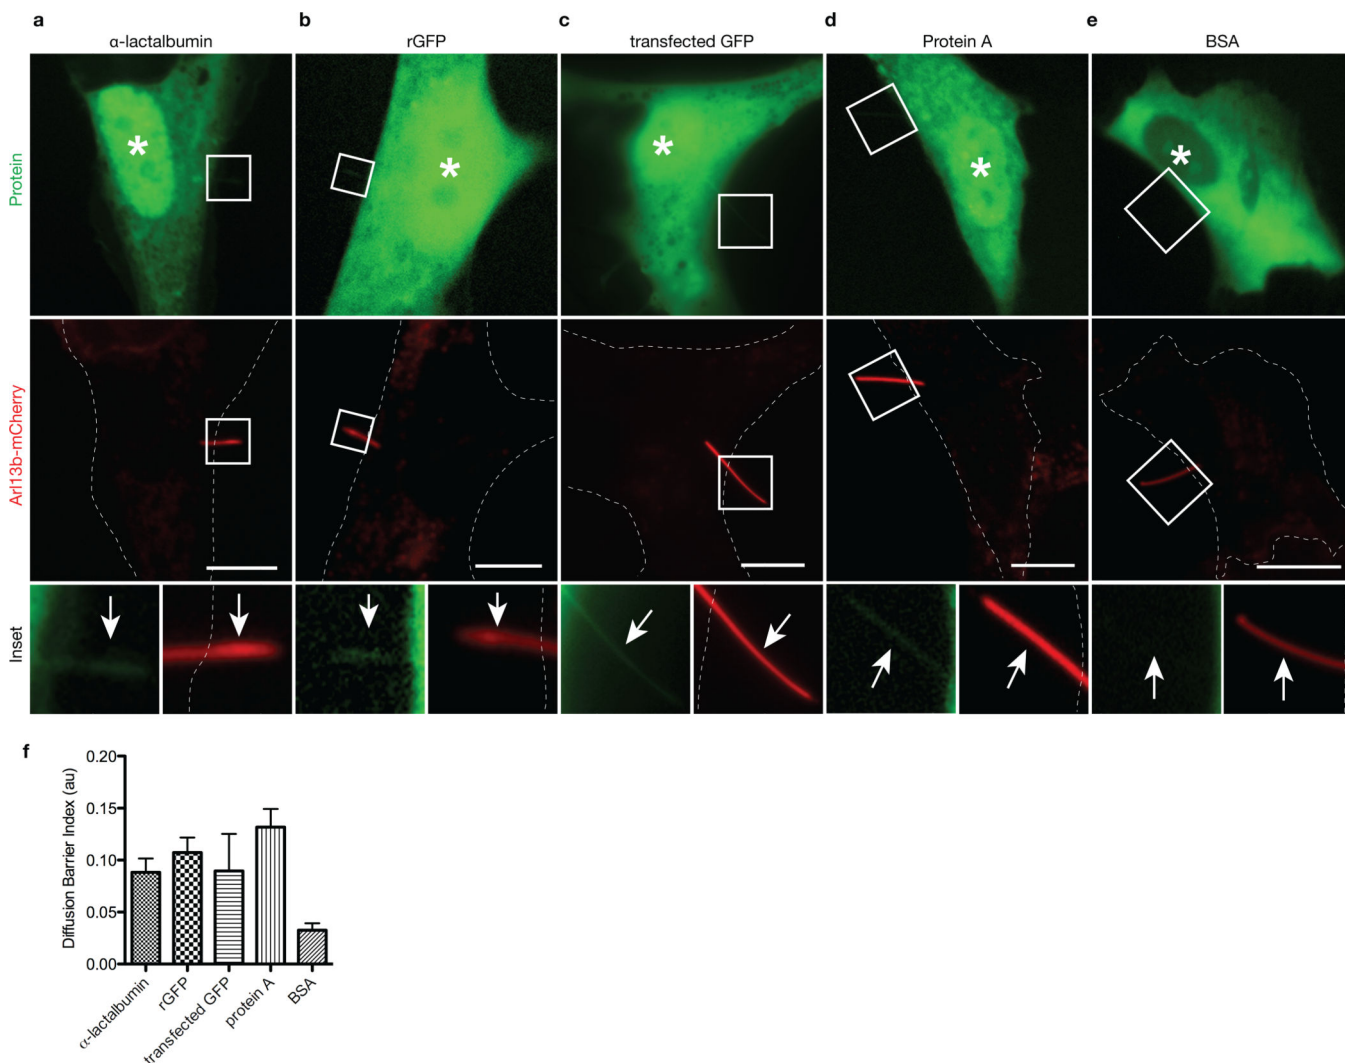 a b c d e
α-lactalbumin rGFP transfected GFP Protein A BSA
Protein
* * * * *
Arl13b-mCherry
Inset
f
Diffusion Barrier Index (au)
0.20
0.15
0.10
0.05
0.00
α-lactalbumin
rGFP
transfected GFP
protein A
BSA